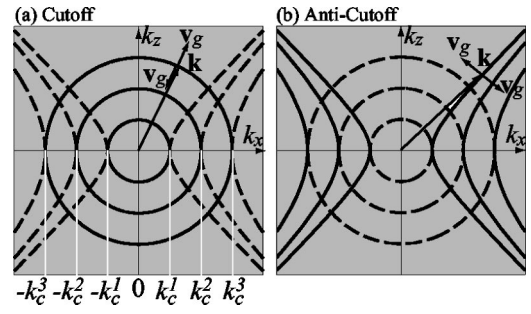 (a) Cutoff
k_z
v_g
k
v_g
k_x
-k_c^3 -k_c^2 -k_c^1 0 k_c^1 k_c^2 k_c^3
(b) Anti-Cutoff
k_z
v_g
k
v_g
k_x